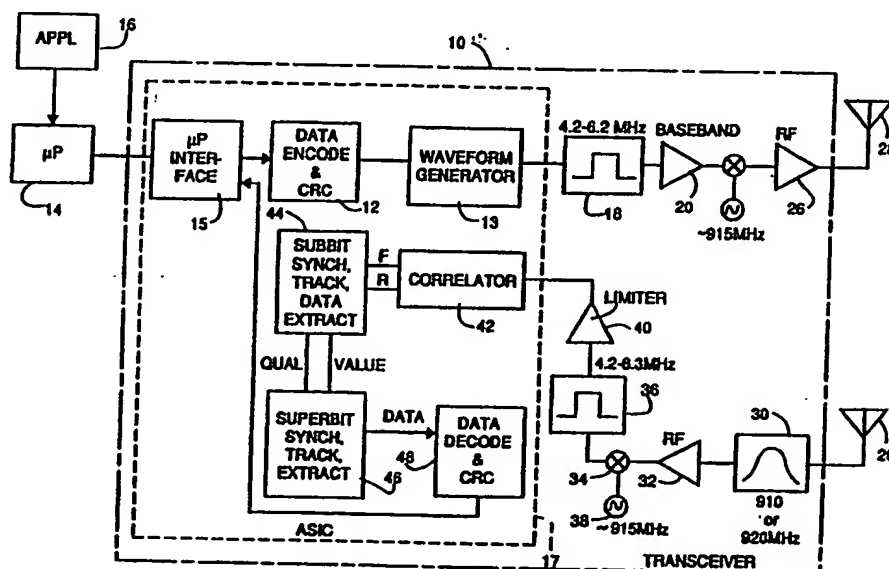 APPL
16
10
µP
14
µP
INTER-
FACE
15
DATA
ENCODE
&
CRC
12
WAVEFORM
GENERATOR
13
4.2-6.2 MHz
18
BASEBAND
20
~915MHz
RF
26
44
SUBBIT
SYNCH,
TRACK,
DATA
EXTRACT
F
R
CORRELATOR
42
LIMITER
40
QUAL
VALUE
4.2-6.3MHz
36
SUPERBIT
SYNCH,
TRACK,
EXTRACT
46
DATA
48
DATA
DECODE
&
CRC
34
38
~915MHz
RF
32
30
910
or
920MHz
ASIC
17
TRANSCEIVER